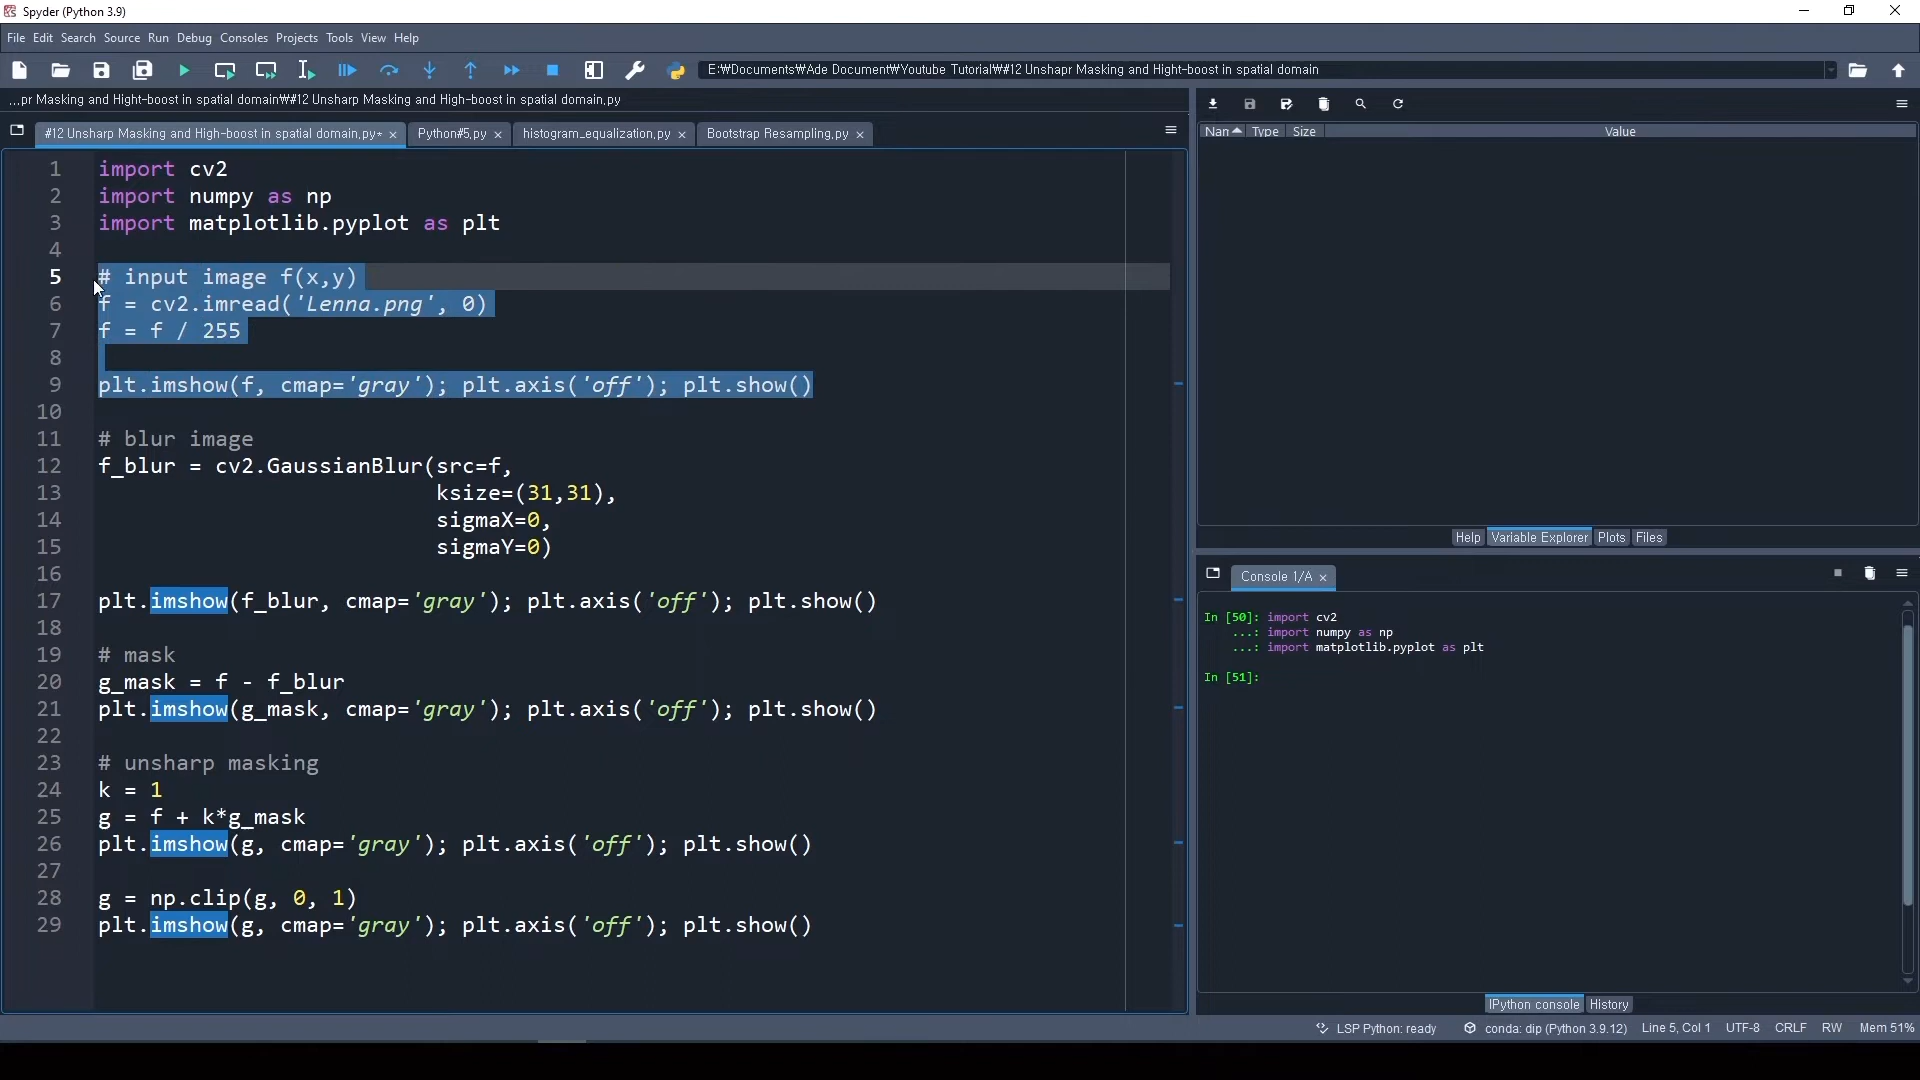 Spyder (Python 3.9)
File Edit Search Source Run Debug Consoles Projects Tools View Help
E:₩Documents₩Ade Document₩Youtube Tutorial₩#12 Unshapr Masking and Hight-boost in spatial domain
...pr Masking and Hight-boost in spatial domain₩#12 Unsharp Masking and High-boost in spatial domain.py
#12 Unsharp Masking and High-boost in spatial domain.py* Python#5.py histogram_equalization.py Bootstrap Resampling.py
1 import cv2
2 import numpy as np
3 import matplotlib.pyplot as plt
4
5 # input image f(x,y)
6 f = cv2.imread('Lenna.png', 0)
7 f = f / 255
8
9 plt.imshow(f, cmap='gray'); plt.axis('off'); plt.show()
10
11 # blur image
12 f_blur = cv2.GaussianBlur(src=f,
13 ksize=(31,31),
14 sigmaX=0,
15 sigmaY=0)
16
17 plt.imshow(f_blur, cmap='gray'); plt.axis('off'); plt.show()
18
19 # mask
20 g_mask = f - f_blur
21 plt.imshow(g_mask, cmap='gray'); plt.axis('off'); plt.show()
22
23 # unsharp masking
24 k = 1
25 g = f + k*g_mask
26 plt.imshow(g, cmap='gray'); plt.axis('off'); plt.show()
27
28 g = np.clip(g, 0, 1)
29 plt.imshow(g, cmap='gray'); plt.axis('off'); plt.show()
Nan Type Size Value
Help Variable Explorer Plots Files
Console 1/A
In [50]: import cv2
...: import numpy as np
...: import matplotlib.pyplot as plt
In [51]:
IPython console History
LSP Python: ready conda: dip (Python 3.9.12) Line 5, Col 1 UTF-8 CRLF RW Mem 51%